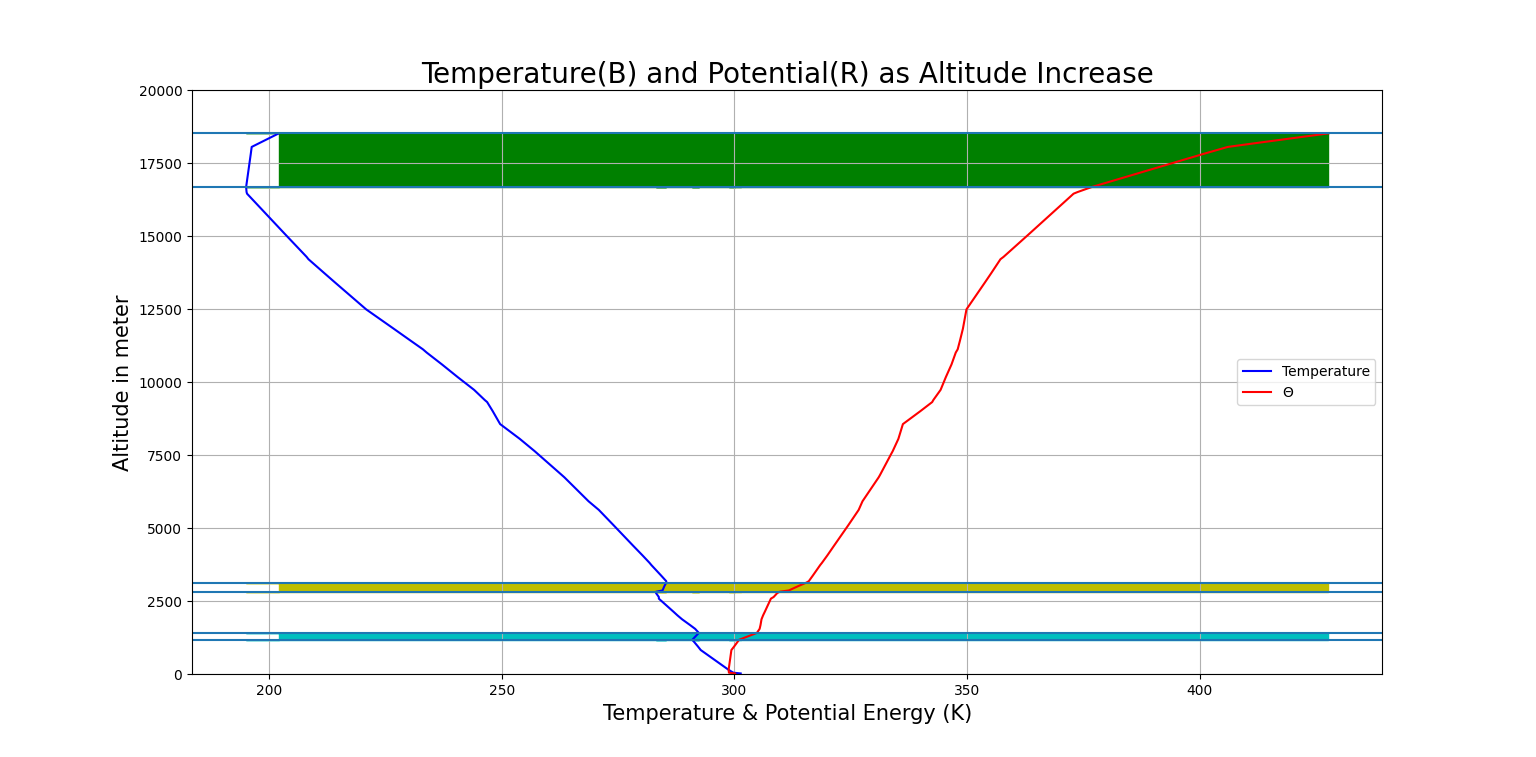 Temperature(B) and Potential(R) as Altitude Increase
20000
17500
15000
12500
10000
7500
5000
2500
0
Altitude in meter
Temperature
Θ
200
250
300
350
400
Temperature & Potential Energy (K)